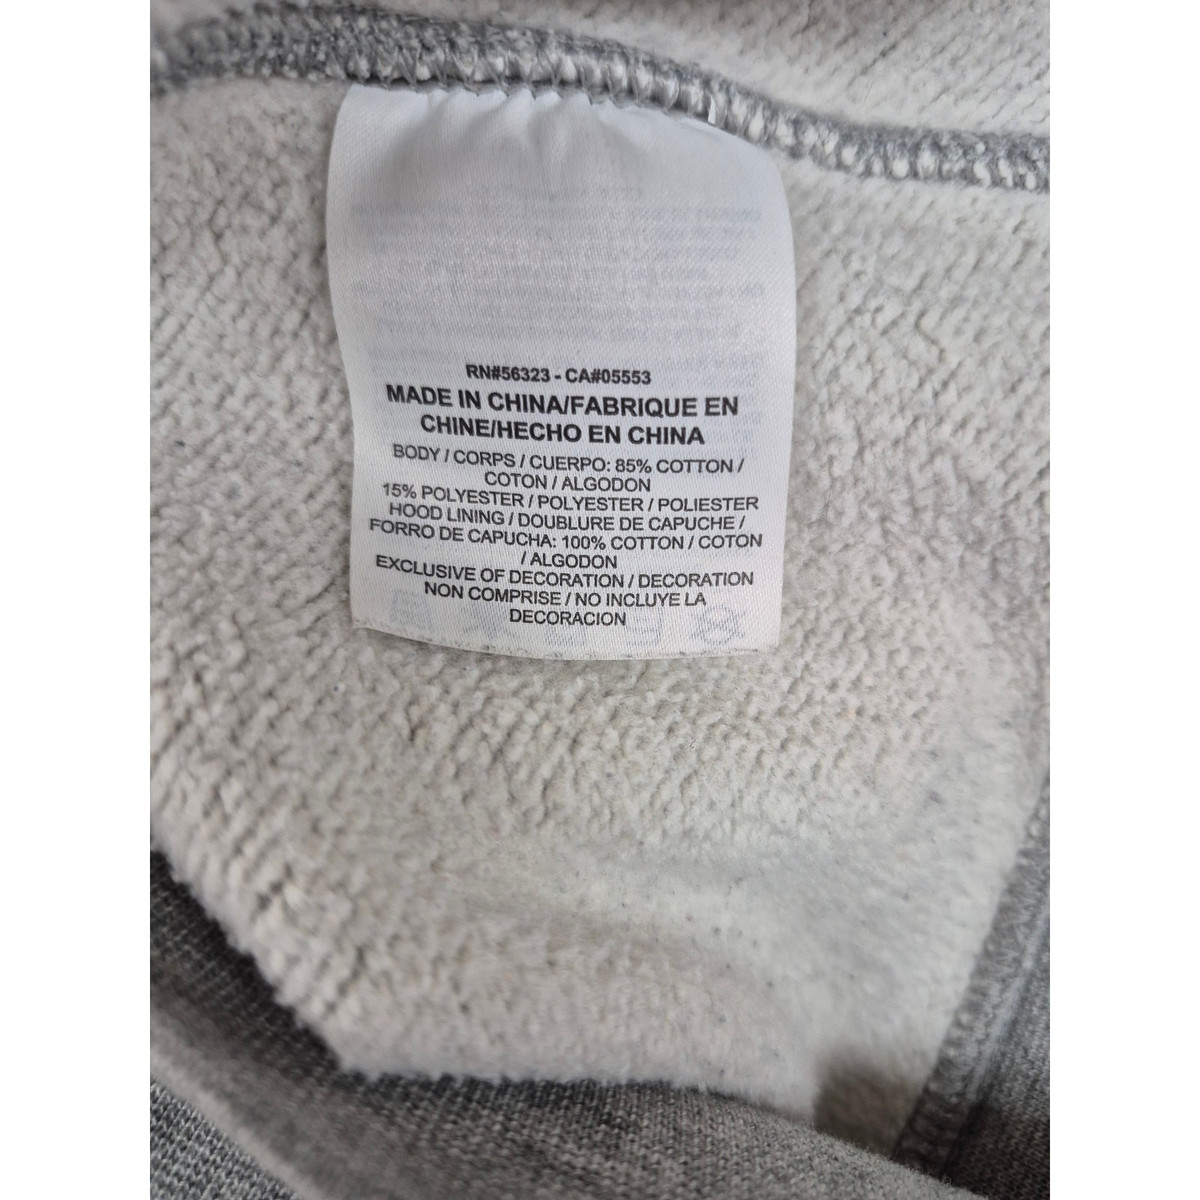 RN#56323 - CA#05553
MADE IN CHINA/FABRIQUE EN
CHINE/HECHO EN CHINA
BODY / CORPS / CUERPO: 85% COTTON /
COTON / ALGODON
15% POLYESTER / POLYESTER / POLIESTER
HOOD LINING / DOUBLURE DE CAPUCHE /
FORRO DE CAPUCHA: 100% COTTON / COTON
/ ALGODON
EXCLUSIVE OF DECORATION / DECORATION
NON COMPRISE / NO INCLUYE LA
DECORACION